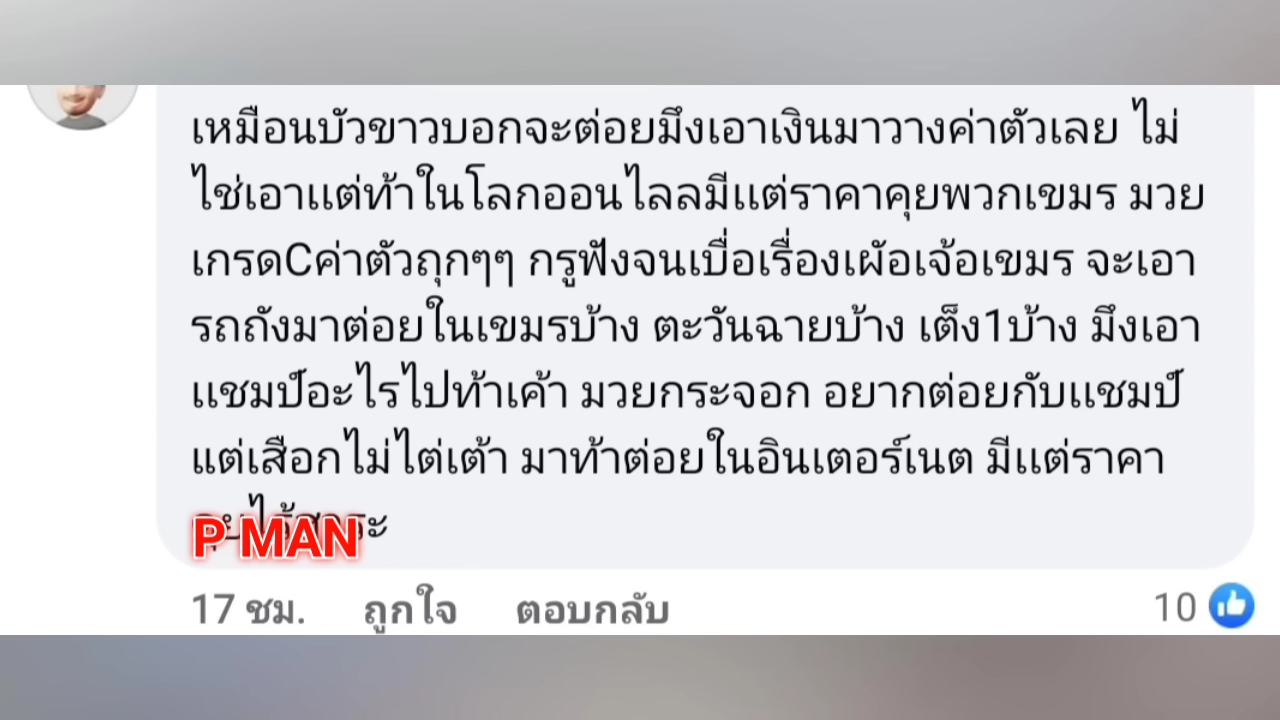 เหมือนบัวขาวบอกจะต่อยมึงเอาเงินมาวางค่าตัวเลย ไม่
ไช่เอาแต่ท้าในโลกออนไลลมีแต่ราคาคุยพวกเขมร มวย
เกรดCค่าตัวถุกๆๆ กรูฟังจนเบื่อเรื่องเผัอเจ้อเขมร จะเอา
รถถังมาต่อยในเขมรบ้าง ตะวันฉายบ้าง เต็ง1บ้าง มึงเอา
แชมป์อะไรไปท้าเค้า มวยกระจอก อยากต่อยกับแชมป์
แต่เสือกไม่ไต่เต้า มาท้าต่อยในอินเตอร์เนต มีแต่ราคา
P MAN
17 ชม. ถูกใจ ตอบกลับ 10